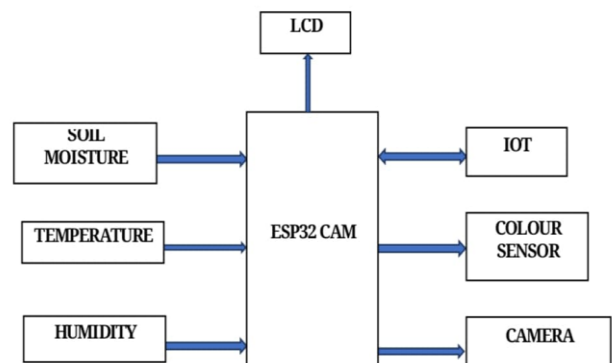 LCD
SOIL
MOISTURE
IOT
TEMPERATURE
ESP32 CAM
COLOUR
SENSOR
HUMIDITY
CAMERA